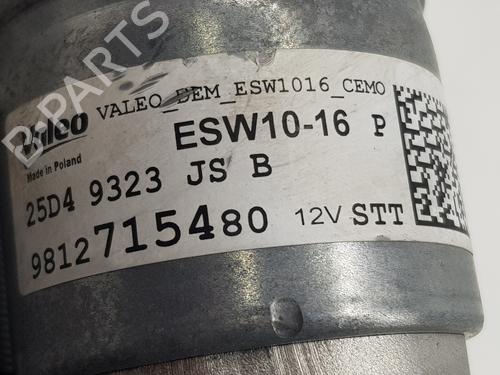 VALEO_DEM_ESW1016_CEMO
Valeo
ESW10-16 P
Made in Poland
25D4 9323 JS B
9812715480 12V STT
B-PARTS